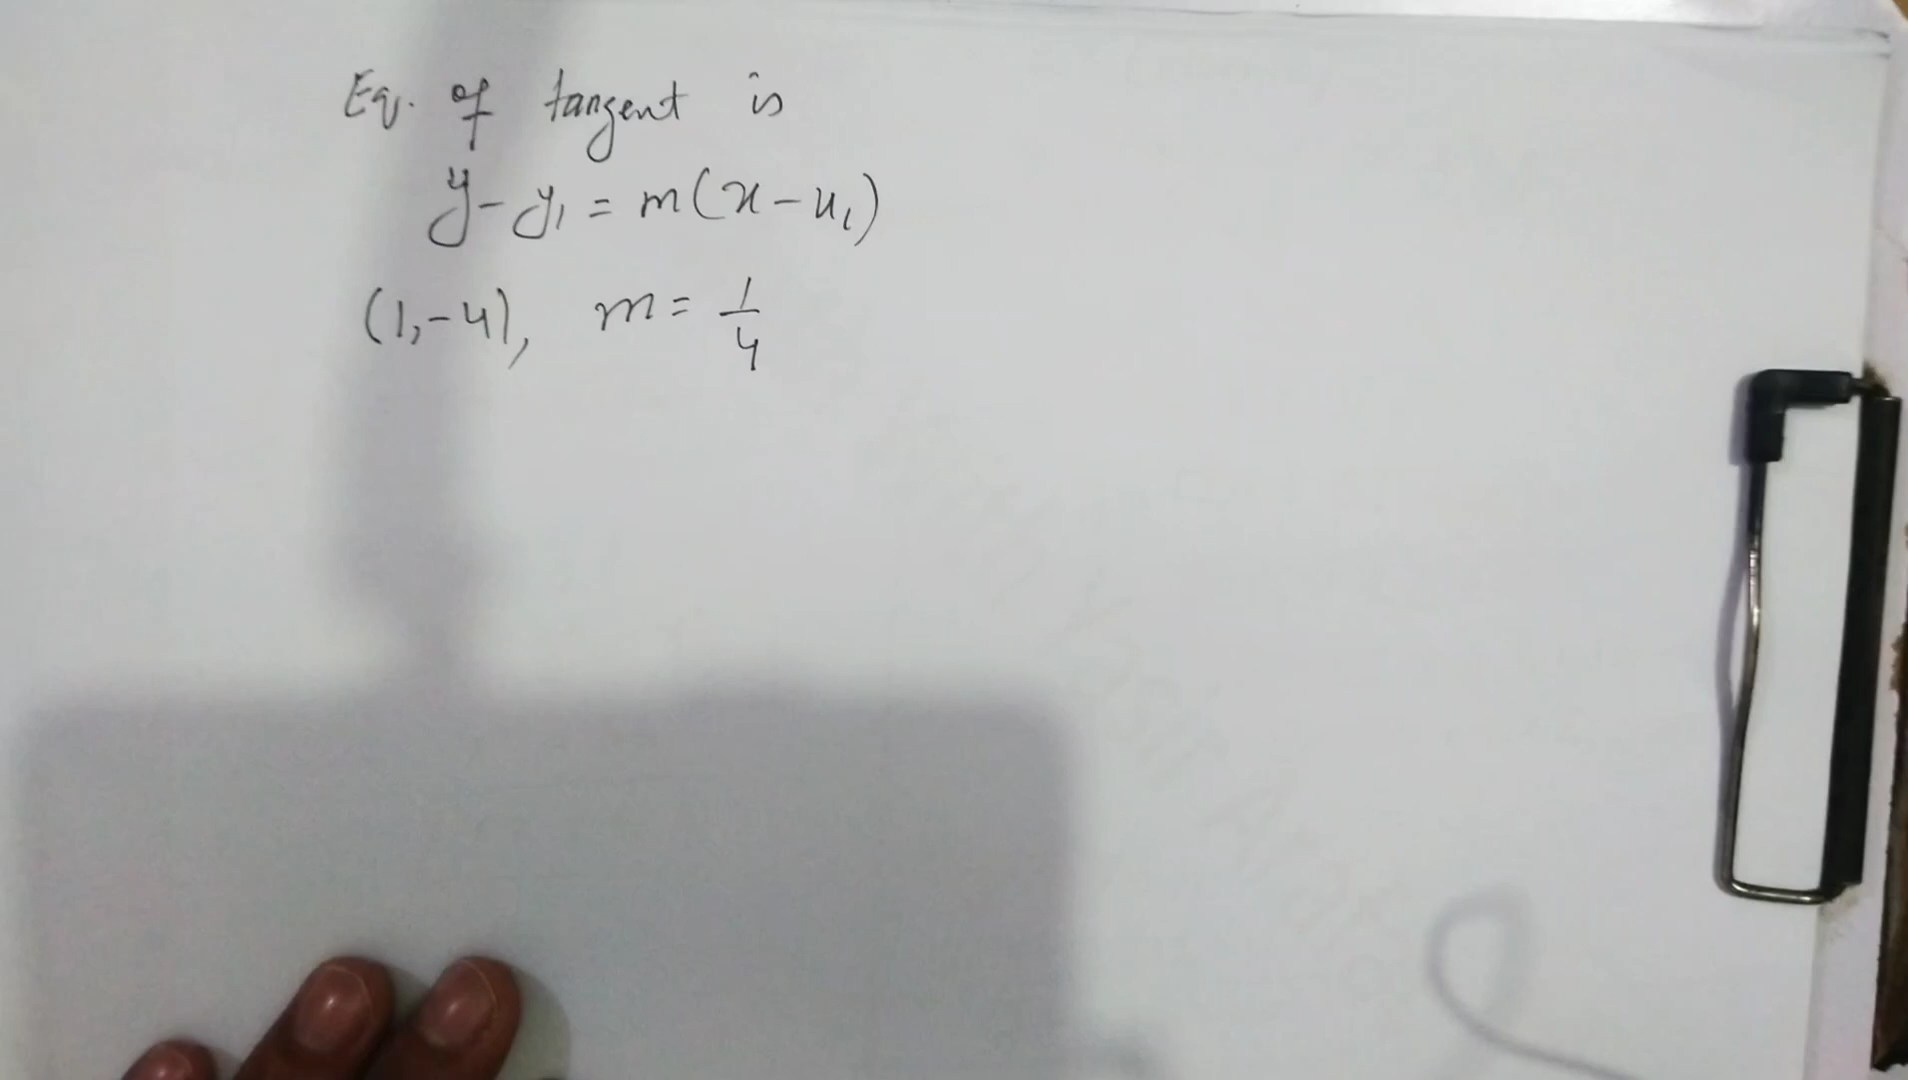 Eq. of tangent is
y - y₁ = m(x - x₁)
(1, -4), m = 1/4